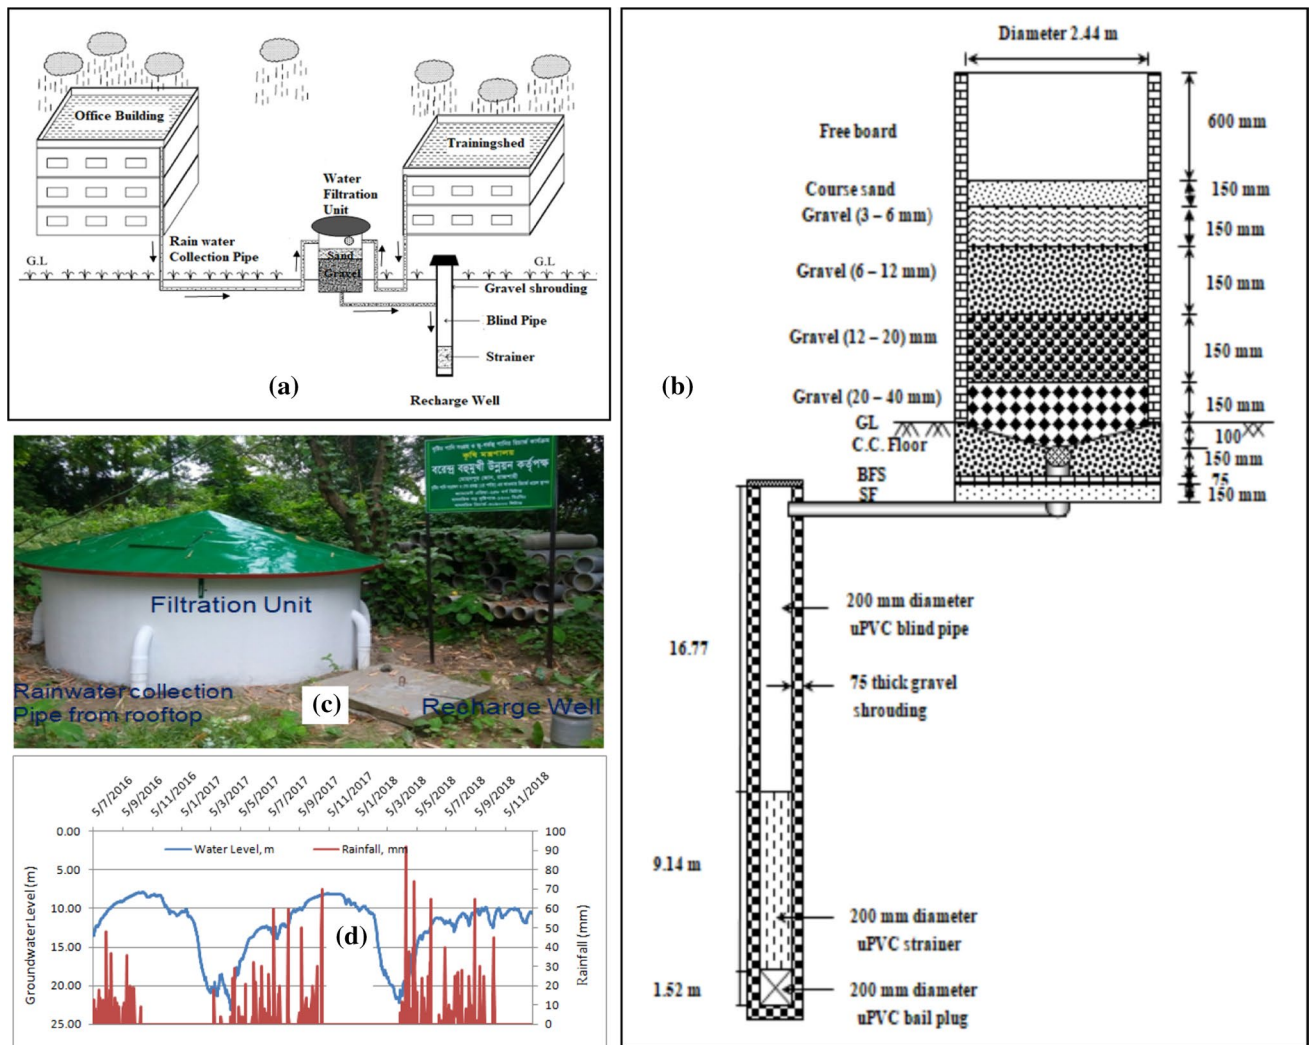 Office Building
Trainingshed
Water
Filtration
Unit
Rain water
Collection Pipe
G.L
G.L
Sand
Gravel
Gravel shrouding
Blind Pipe
Strainer
(a)
Recharge Well
বরেন্দ্র বহুমুখী উন্নয়ন কর্তৃপক্ষ
Filtration Unit
Rainwater collection
Pipe from rooftop
(c)
Recharge Well
5/7/2016
5/9/2016
5/11/2016
5/1/2017
5/3/2017
5/5/2017
5/7/2017
5/9/2017
5/11/2017
5/1/2018
5/3/2018
5/5/2018
5/7/2018
5/9/2018
5/11/2018
Water Level, m
Rainfall, mm
Groundwater Level (m)
0.00
5.00
10.00
15.00
20.00
25.00
(d)
100
90
80
70
60
50
40
30
20
10
0
Rainfall (mm)
Diameter 2.44 m
Free board
600 mm
Course sand
150 mm
Gravel (3 – 6 mm)
150 mm
Gravel (6 – 12 mm)
150 mm
Gravel (12 – 20) mm
150 mm
(b)
Gravel (20 – 40 mm)
150 mm
GL
100
C.C. Floor
150 mm
BFS
75
SF
150 mm
200 mm diameter
uPVC blind pipe
16.77
75 thick gravel
shrouding
9.14 m
200 mm diameter
uPVC strainer
1.52 m
200 mm diameter
uPVC bail plug